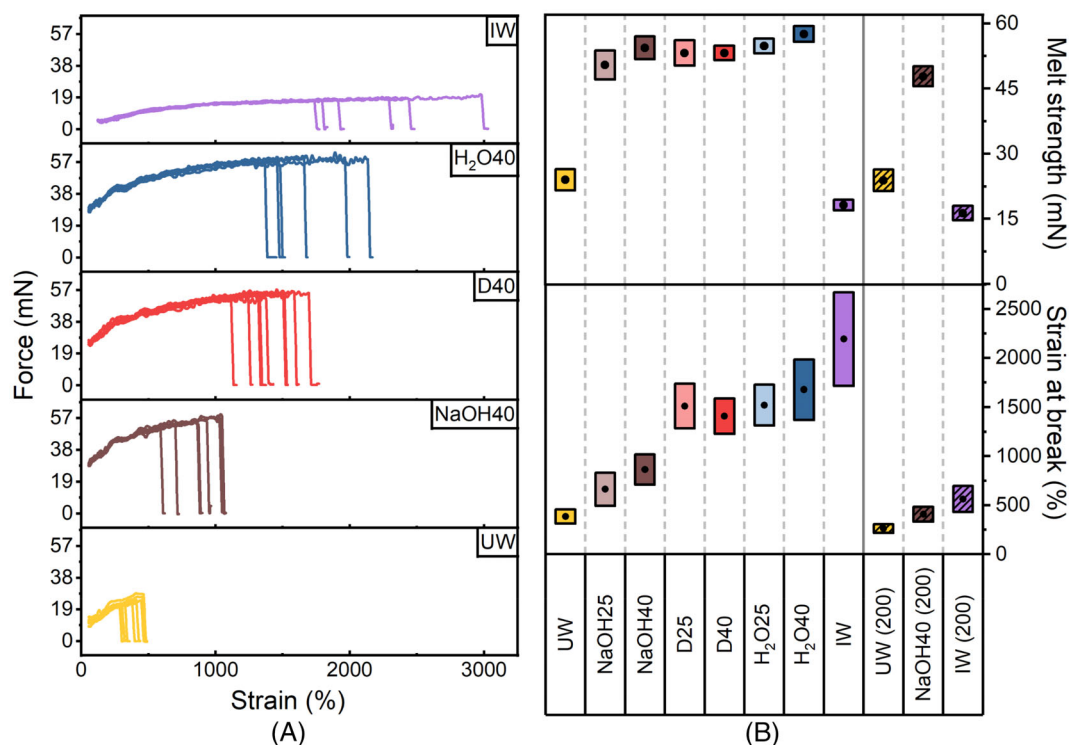 IW
57
38
19
0
H₂O40
57
38
19
0
D40
57
38
19
0
NaOH40
57
38
19
0
UW
57
38
19
0
Force (mN)
0 1000 2000 3000
Strain (%)
(A)
60
45
30
15
0
Melt strength (mN)
2500
2000
1500
1000
500
0
Strain at break (%)
UW
NaOH25
NaOH40
D25
D40
H₂O25
H₂O40
IW
UW (200)
NaOH40 (200)
IW (200)
(B)